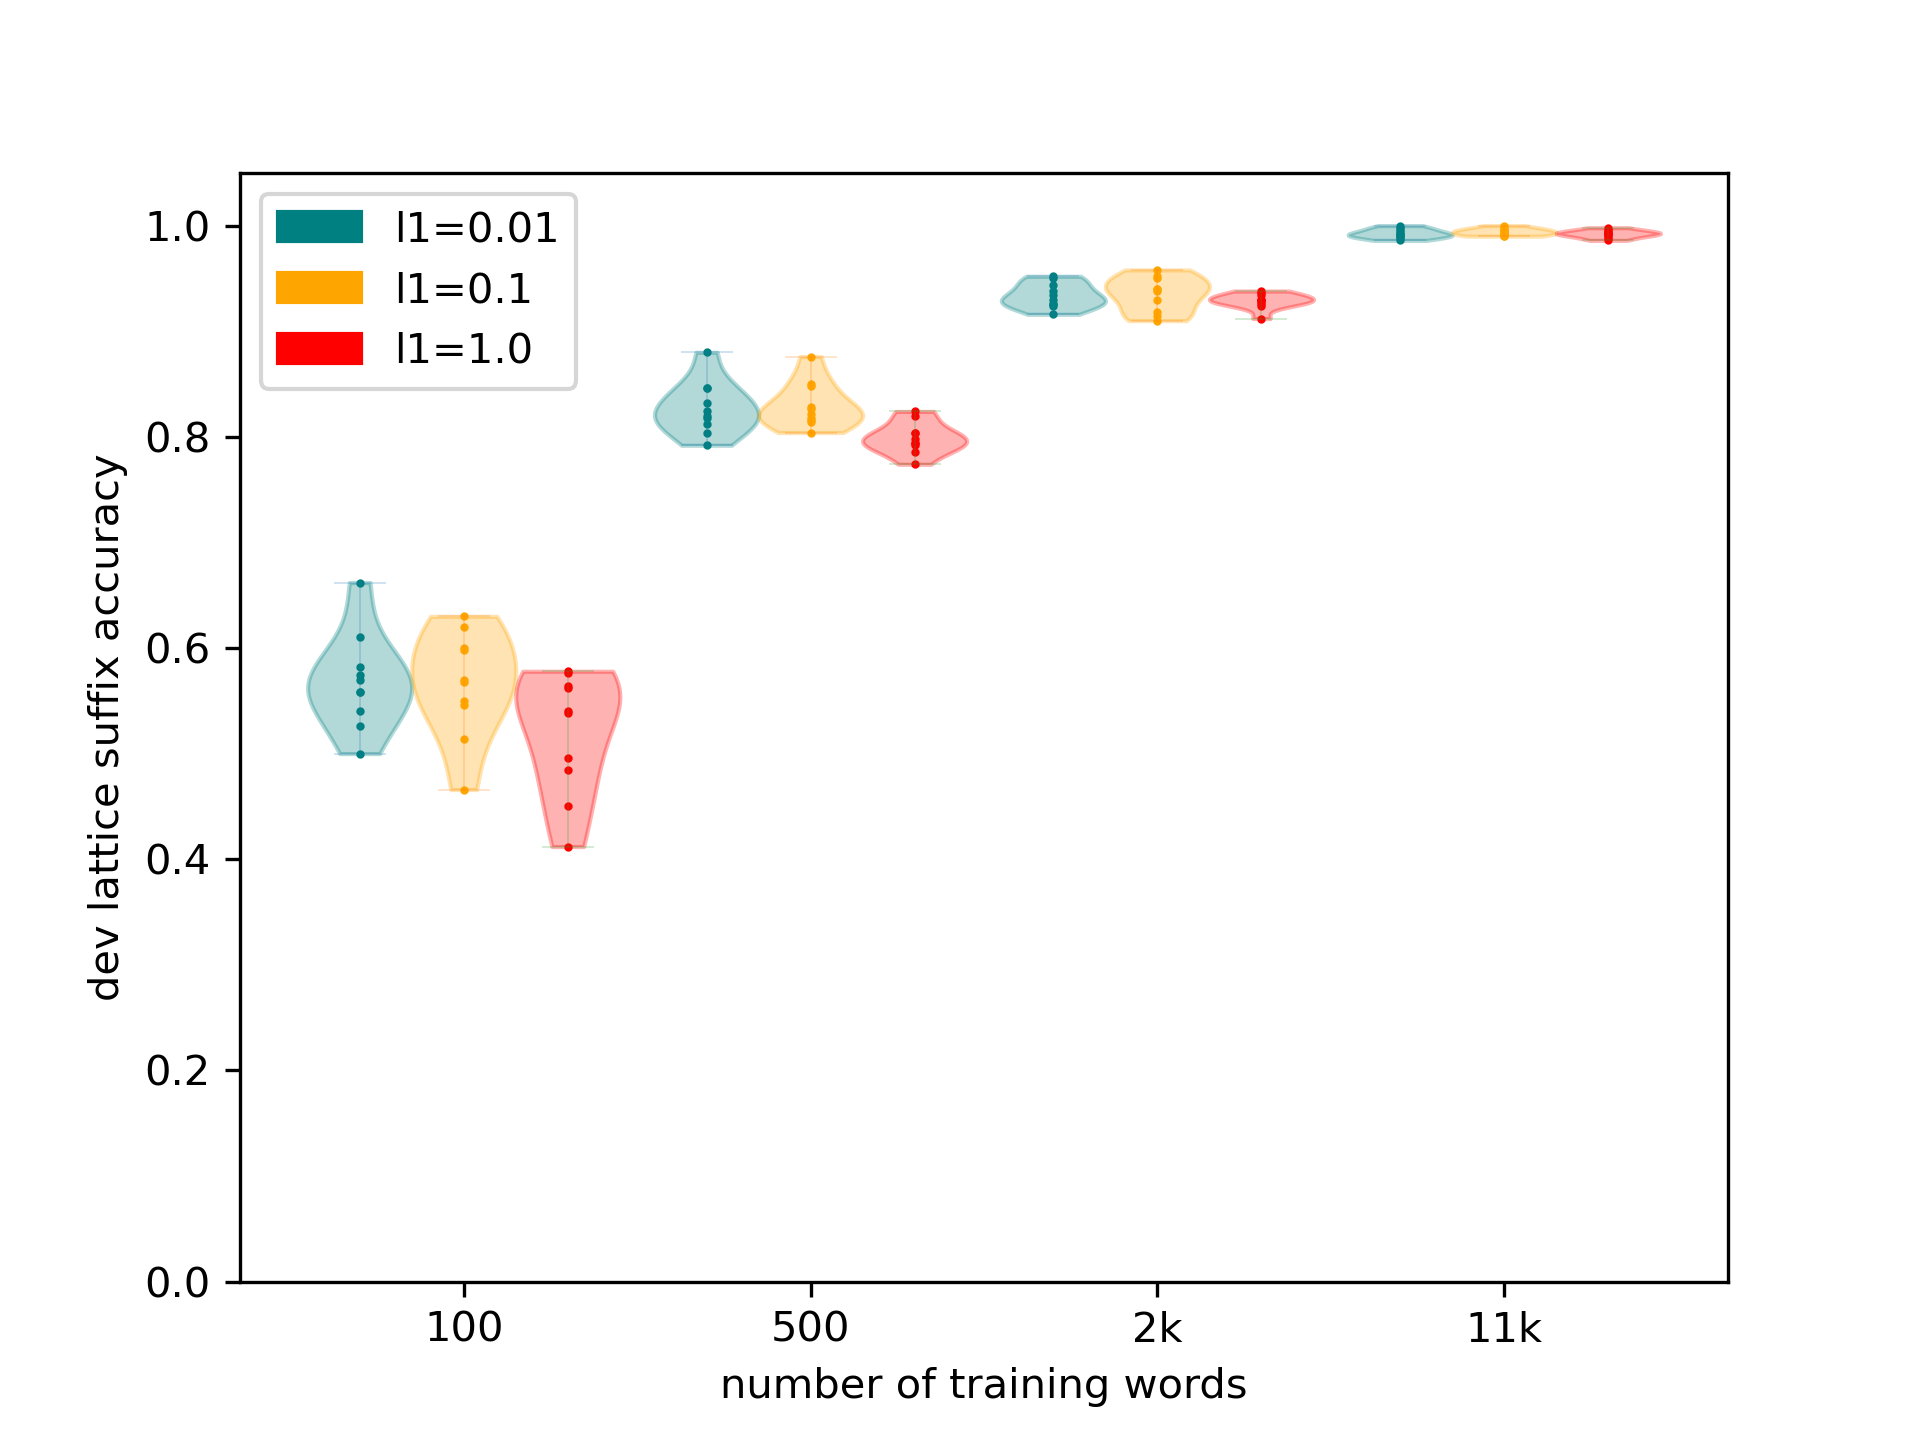 l1=0.01
l1=0.1
l1=1.0
1.0
0.8
0.6
0.4
0.2
0.0
dev lattice suffix accuracy
100 500 2k 11k
number of training words